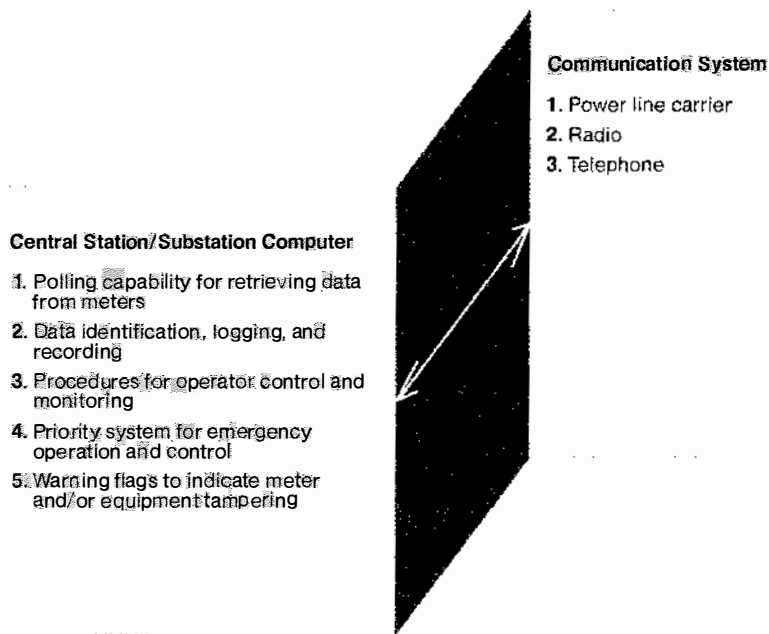 Communication System
1. Power line carrier
2. Radio
3. Telephone
Central Station/Substation Computer
1. Polling capability for retrieving data
from meters
2. Data identification, logging, and
recording
3. Procedures for operator control and
monitoring
4. Priority system for emergency
operation and control
5. Warning flags to indicate meter
and/or equipment tampering